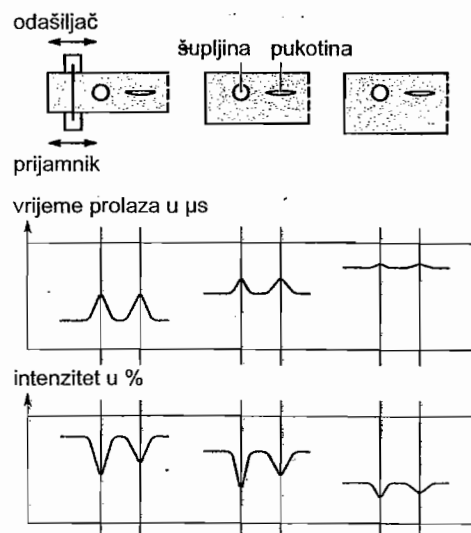 odašiljač
šupljina pukotina
prijamnik
vrijeme prolaza u µs
intenzitet u %